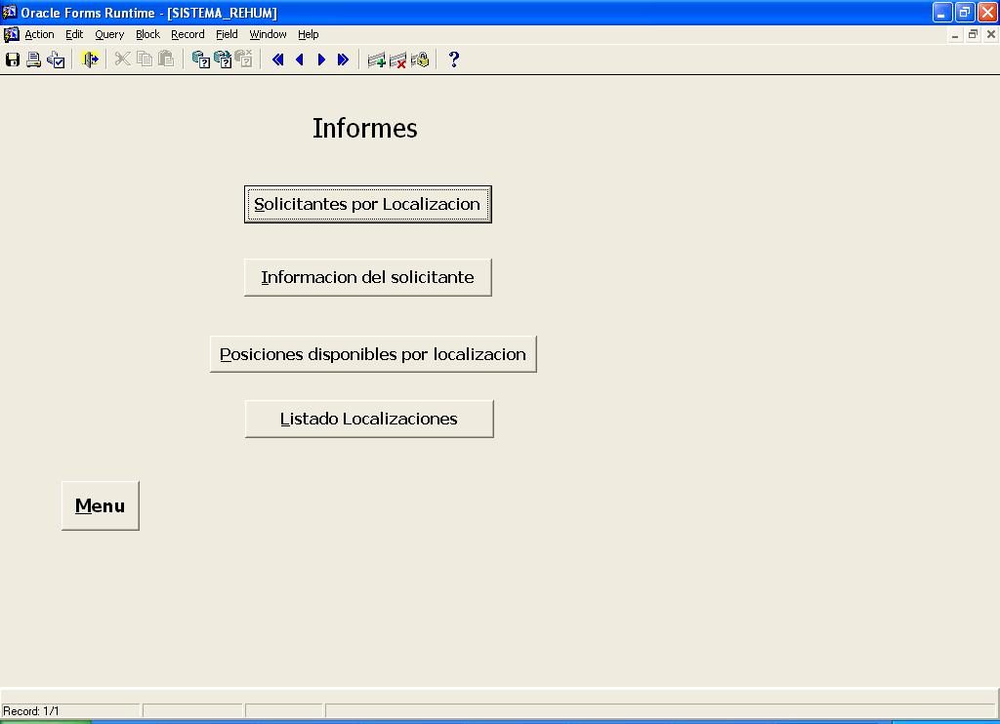 Oracle Forms Runtime - [SISTEMA_REHUM]
Action Edit Query Block Record Field Window Help
Informes
Solicitantes por Localizacion
Informacion del solicitante
Posiciones disponibles por localizacion
Listado Localizaciones
Menu
Record: 1/1